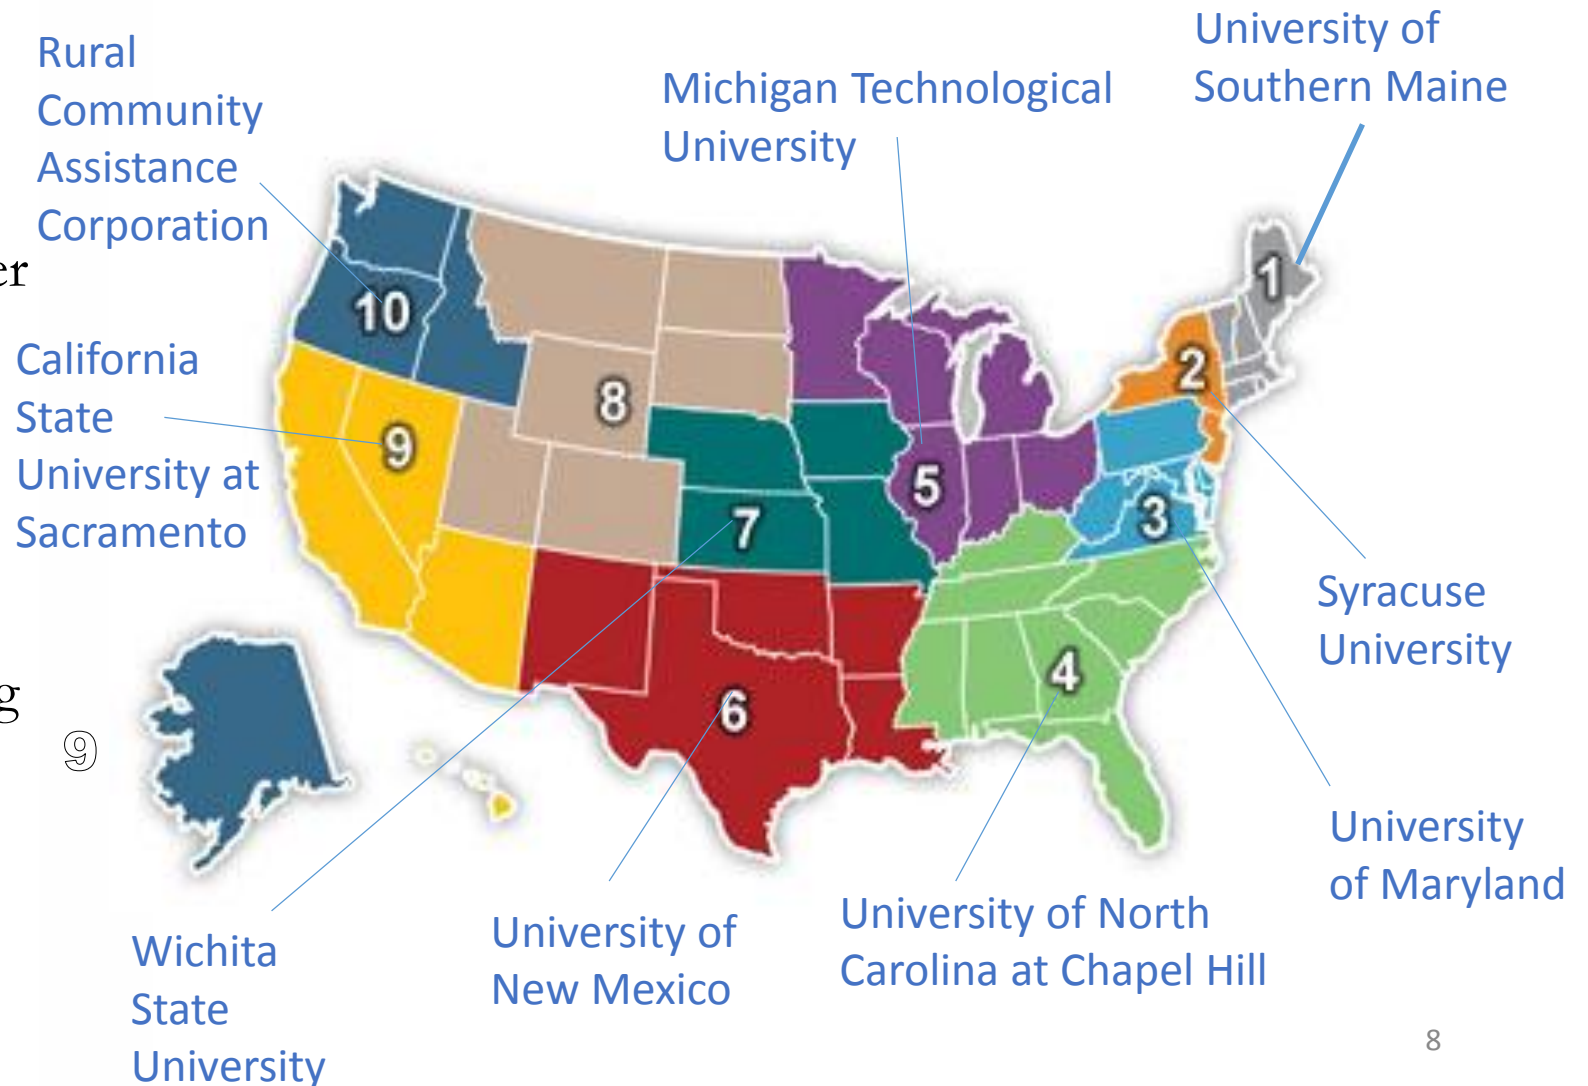 University of
Southern Maine
Rural
Community
Assistance
Corporation
Michigan Technological
University
er
California
State
University at
Sacramento
1
2
3
4
5
6
7
8
9
10
Syracuse
University
g
9
University
of Maryland
University of North
Carolina at Chapel Hill
University of
New Mexico
Wichita
State
University
8